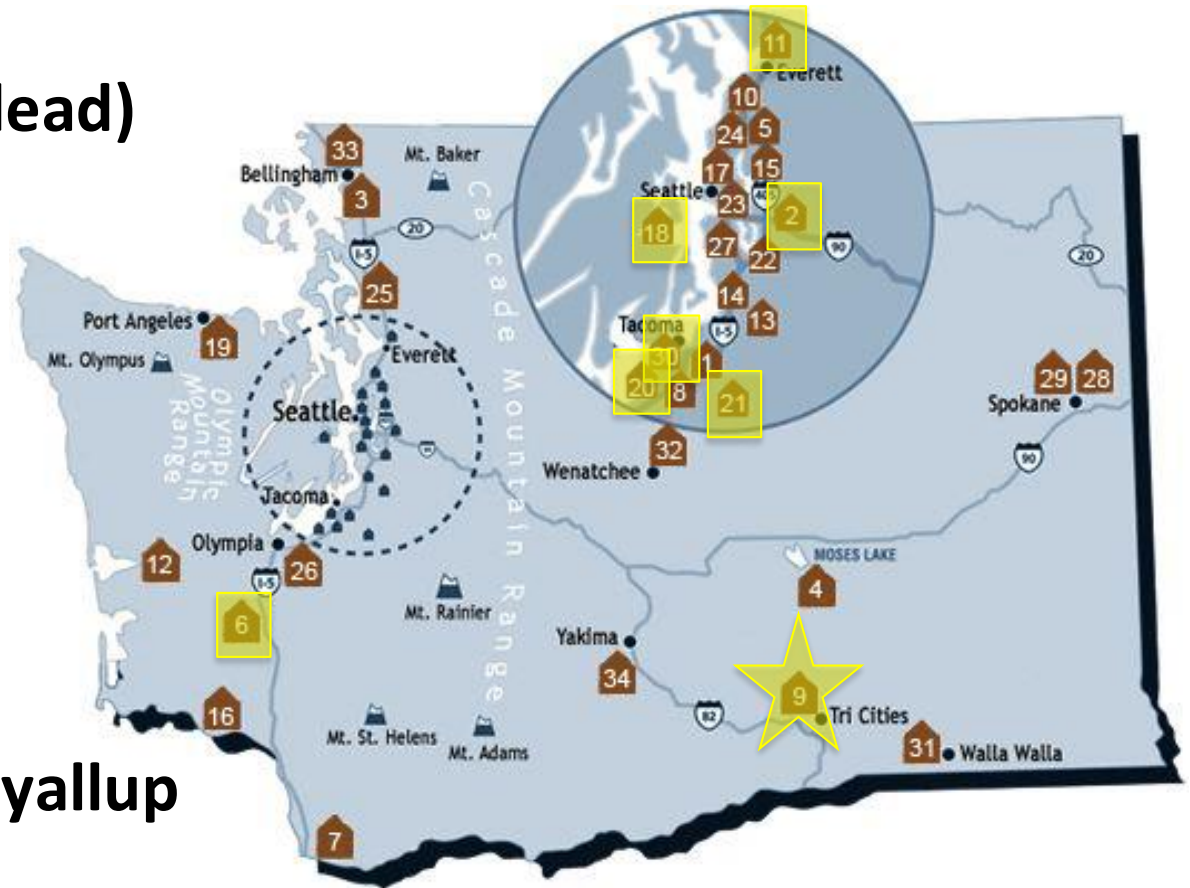 lead)
11
Everett
10
24
5
33
Mt. Baker
17
15
Bellingham
Seattle
405
3
23
2
20
18
27
22
90
I-5
20
25
14
13
Port Angeles
Tacoma
I-5
19
Everett
30
1
Mt. Olympus
20
8
21
29
28
Seattle
Spokane
Olympic
Mountain
Range
Cascade Mountain Range
32
Wenatchee
90
90
Tacoma
Olympia
12
26
MOSES LAKE
I-5
4
Mt. Rainier
6
Yakima
34
9
16
82
Tri Cities
Mt. St. Helens
Mt. Adams
31
Walla Walla
yallup
7